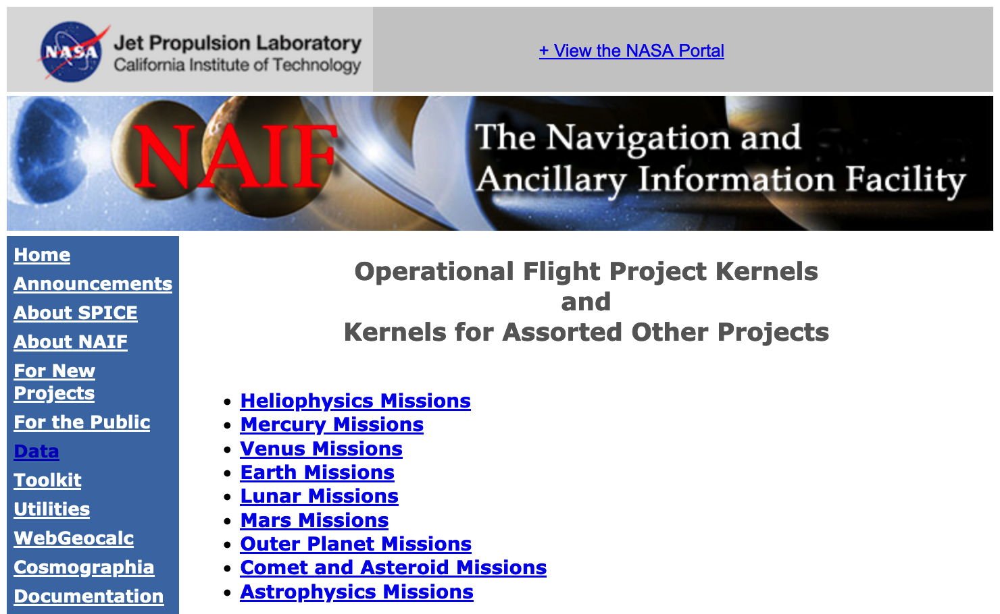 NASA
Jet Propulsion Laboratory
California Institute of Technology
+ View the NASA Portal
NAIF
The Navigation and
Ancillary Information Facility
Home
Announcements
About SPICE
About NAIF
For New
Projects
For the Public
Data
Toolkit
Utilities
WebGeocalc
Cosmographia
Documentation
Operational Flight Project Kernels
and
Kernels for Assorted Other Projects
• Heliophysics Missions
• Mercury Missions
• Venus Missions
• Earth Missions
• Lunar Missions
• Mars Missions
• Outer Planet Missions
• Comet and Asteroid Missions
• Astrophysics Missions